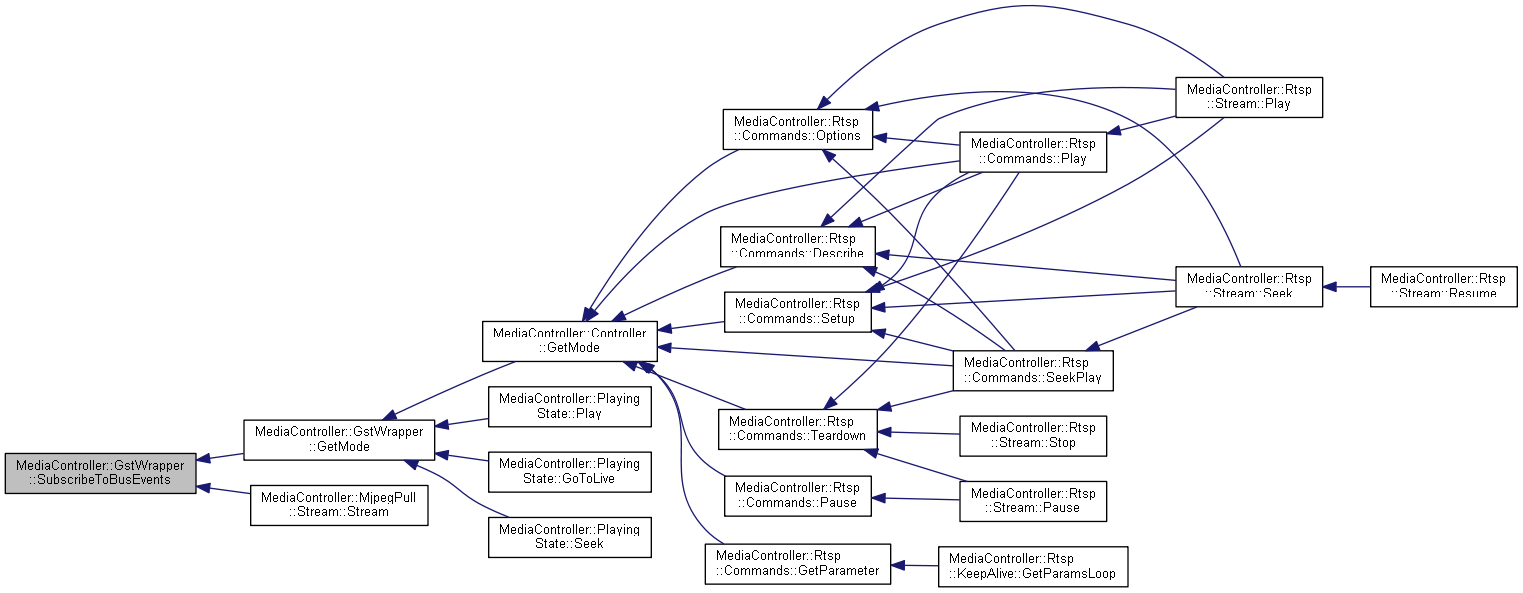 MediaController::GstWrapper
::SubscribeToBusEvents
MediaController::GstWrapper
::GetMode
MediaController::MjpegPull
::Stream::Stream
MediaController::Controller
::GetMode
MediaController::Playing
State::Play
MediaController::Playing
State::GoToLive
MediaController::Playing
State::Seek
MediaController::Rtsp
::Commands::Options
MediaController::Rtsp
::Commands::Describe
MediaController::Rtsp
::Commands::Setup
MediaController::Rtsp
::Commands::Teardown
MediaController::Rtsp
::Commands::Pause
MediaController::Rtsp
::Commands::GetParameter
MediaController::Rtsp
::Commands::Play
MediaController::Rtsp
::Commands::SeekPlay
MediaController::Rtsp
::Stream::Stop
MediaController::Rtsp
::Stream::Pause
MediaController::Rtsp
::KeepAlive::GetParamsLoop
MediaController::Rtsp
::Stream::Play
MediaController::Rtsp
::Stream::Seek
MediaController::Rtsp
::Stream::Resume